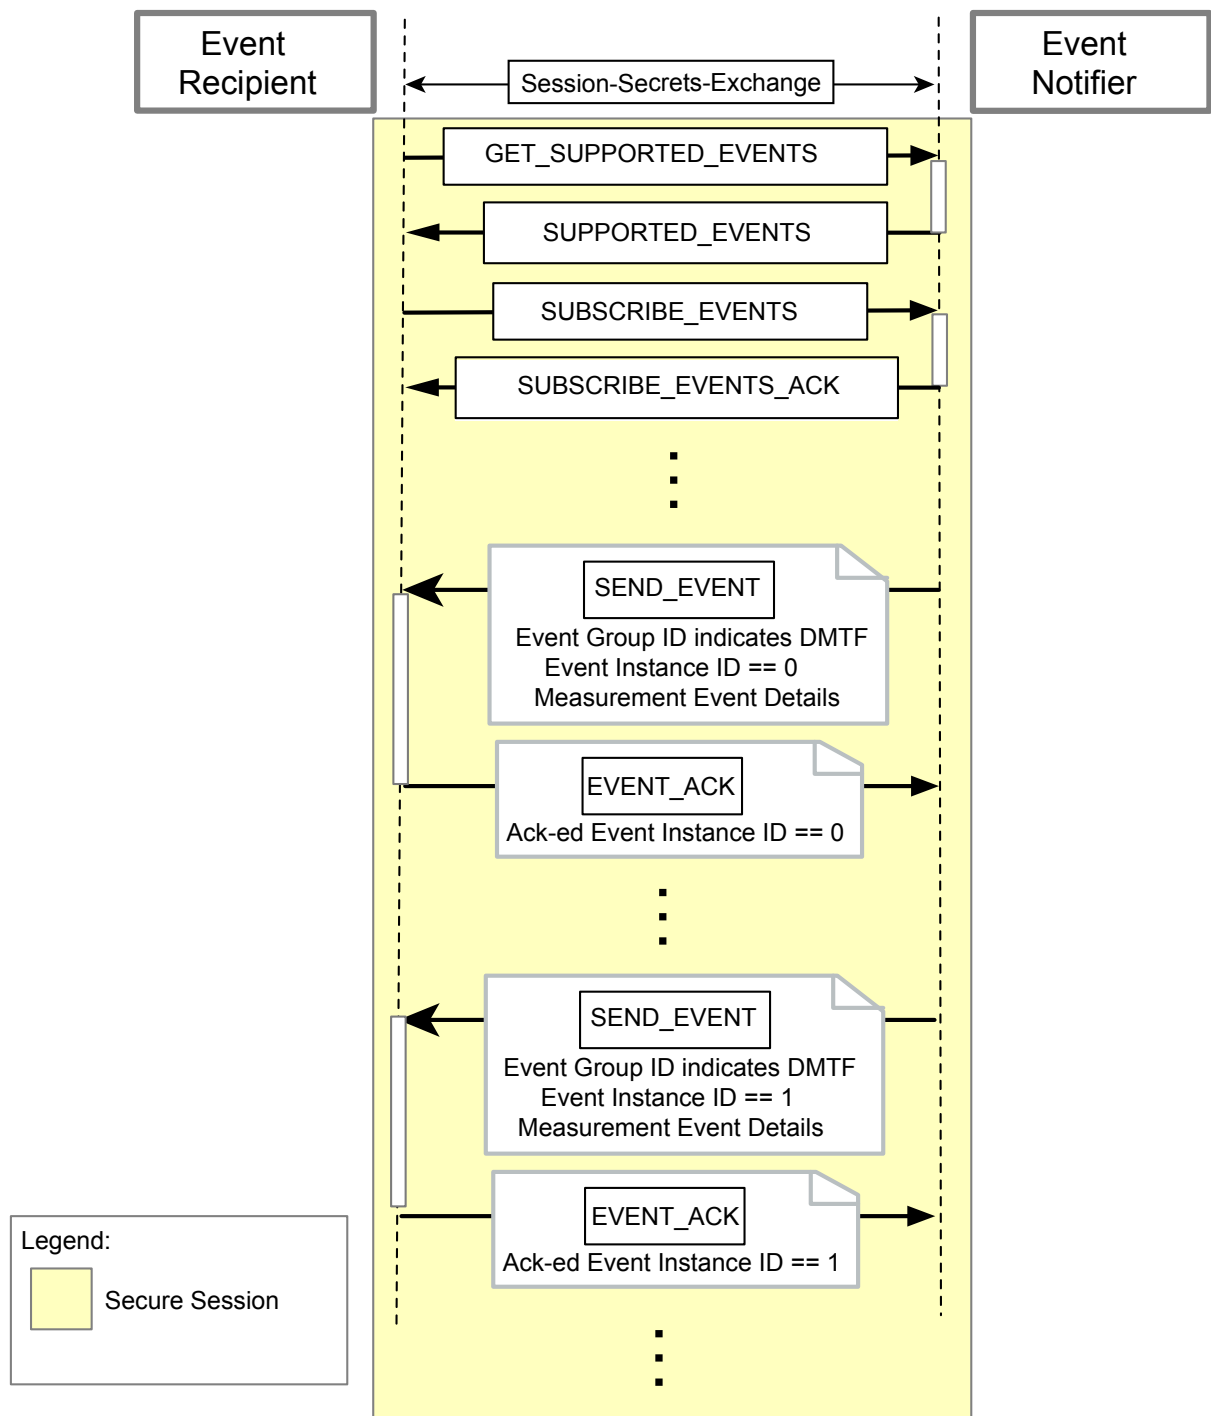 Event
Recipient
Event
Notifier
Session-Secrets-Exchange
GET_SUPPORTED_EVENTS
SUPPORTED_EVENTS
SUBSCRIBE_EVENTS
SUBSCRIBE_EVENTS_ACK
SEND_EVENT
Event Group ID indicates DMTF
Event Instance ID == 0
Measurement Event Details
EVENT_ACK
Ack-ed Event Instance ID == 0
SEND_EVENT
Event Group ID indicates DMTF
Event Instance ID == 1
Measurement Event Details
EVENT_ACK
Ack-ed Event Instance ID == 1
Legend:
Secure Session